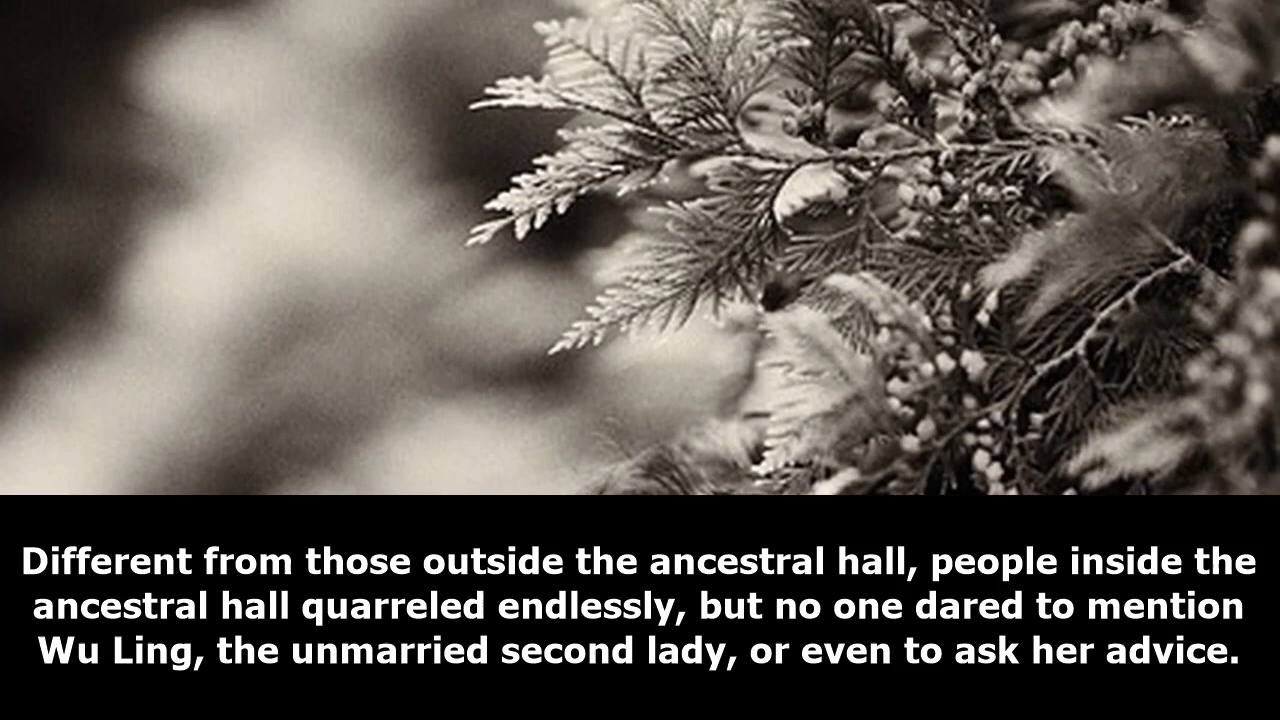 Different from those outside the ancestral hall, people inside the
ancestral hall quarreled endlessly, but no one dared to mention
Wu Ling, the unmarried second lady, or even to ask her advice.